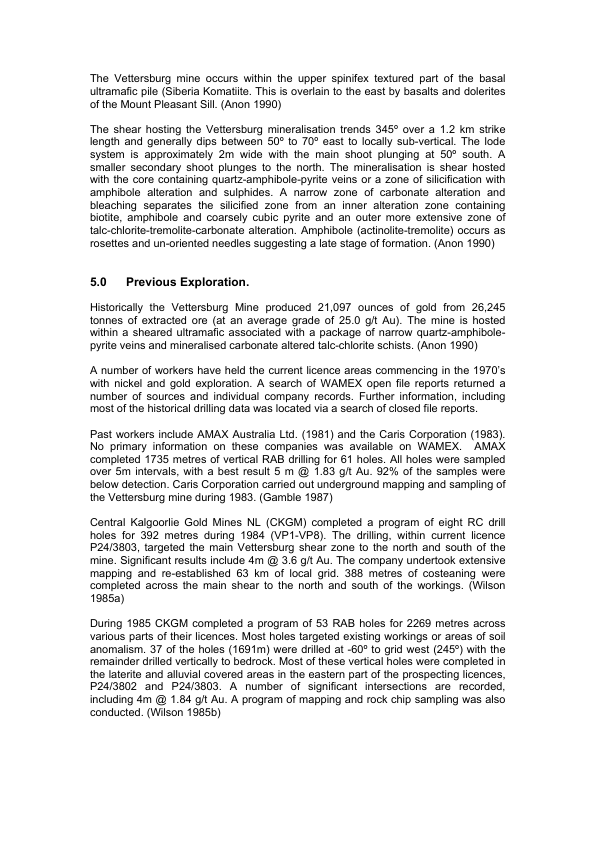 The Vettersburg mine occurs within the upper spinifex textured part of the basal
ultramafic pile (Siberia Komatiite. This is overlain to the east by basalts and dolerites
of the Mount Pleasant Sill. (Anon 1990)
The shear hosting the Vettersburg mineralisation trends 345º over a 1.2 km strike
length and generally dips between 50º to 70º east to locally sub-vertical. The lode
system is approximately 2m wide with the main shoot plunging at 50º south. A
smaller secondary shoot plunges to the north. The mineralisation is shear hosted
with the core containing quartz-amphibole-pyrite veins or a zone of silicification with
amphibole alteration and sulphides. A narrow zone of carbonate alteration and
bleaching separates the silicified zone from an inner alteration zone containing
biotite, amphibole and coarsely cubic pyrite and an outer more extensive zone of
talc-chlorite-tremolite-carbonate alteration. Amphibole (actinolite-tremolite) occurs as
rosettes and un-oriented needles suggesting a late stage of formation. (Anon 1990)
5.0 Previous Exploration.
Historically the Vettersburg Mine produced 21,097 ounces of gold from 26,245
tonnes of extracted ore (at an average grade of 25.0 g/t Au). The mine is hosted
within a sheared ultramafic associated with a package of narrow quartz-amphibole-
pyrite veins and mineralised carbonate altered talc-chlorite schists. (Anon 1990)
A number of workers have held the current licence areas commencing in the 1970's
with nickel and gold exploration. A search of WAMEX open file reports returned a
number of sources and individual company records. Further information, including
most of the historical drilling data was located via a search of closed file reports.
Past workers include AMAX Australia Ltd. (1981) and the Caris Corporation (1983).
No primary information on these companies was available on WAMEX. AMAX
completed 1735 metres of vertical RAB drilling for 61 holes. All holes were sampled
over 5m intervals, with a best result 5 m @ 1.83 g/t Au. 92% of the samples were
below detection. Caris Corporation carried out underground mapping and sampling of
the Vettersburg mine during 1983. (Gamble 1987)
Central Kalgoorlie Gold Mines NL (CKGM) completed a program of eight RC drill
holes for 392 metres during 1984 (VP1-VP8). The drilling, within current licence
P24/3803, targeted the main Vettersburg shear zone to the north and south of the
mine. Significant results include 4m @ 3.6 g/t Au. The company undertook extensive
mapping and re-established 63 km of local grid. 388 metres of costeaning were
completed across the main shear to the north and south of the workings. (Wilson
1985a)
During 1985 CKGM completed a program of 53 RAB holes for 2269 metres across
various parts of their licences. Most holes targeted existing workings or areas of soil
anomalism. 37 of the holes (1691m) were drilled at -60º to grid west (245º) with the
remainder drilled vertically to bedrock. Most of these vertical holes were completed in
the laterite and alluvial covered areas in the eastern part of the prospecting licences,
P24/3802 and P24/3803. A number of significant intersections are recorded,
including 4m @ 1.84 g/t Au. A program of mapping and rock chip sampling was also
conducted. (Wilson 1985b)